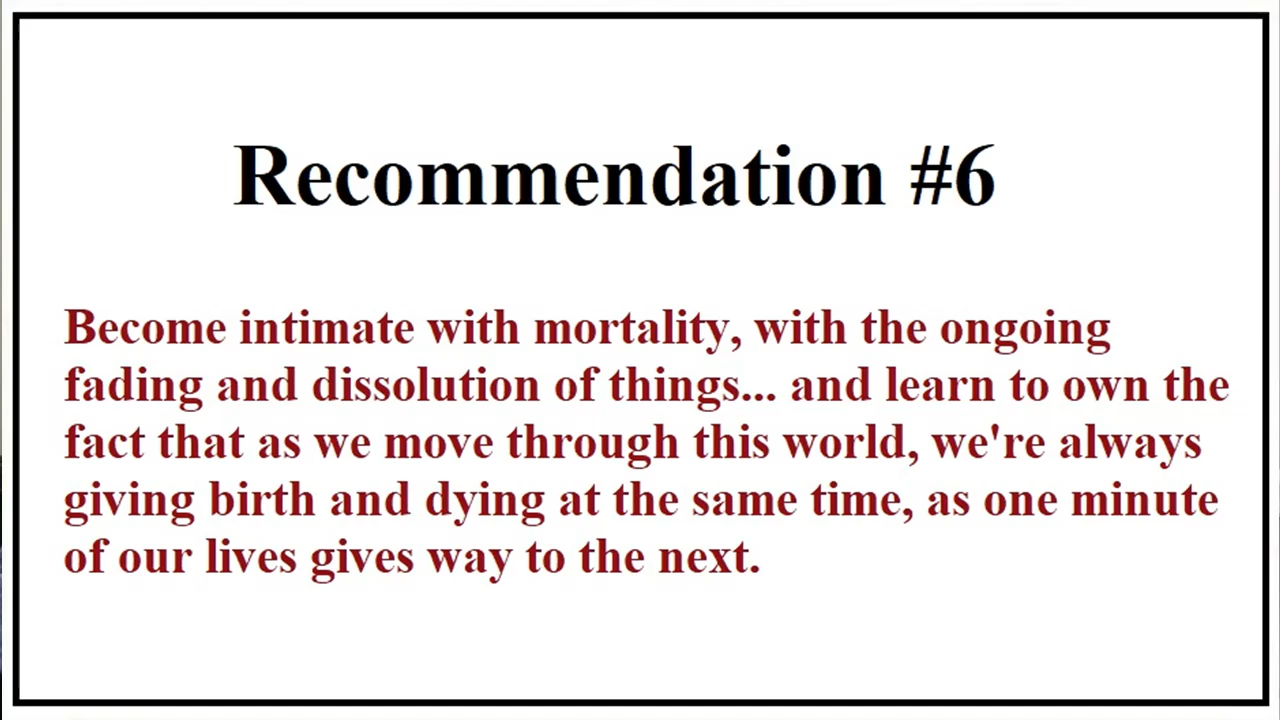 Recommendation #6
Become intimate with mortality, with the ongoing
fading and dissolution of things... and learn to own the
fact that as we move through this world, we're always
giving birth and dying at the same time, as one minute
of our lives gives way to the next.